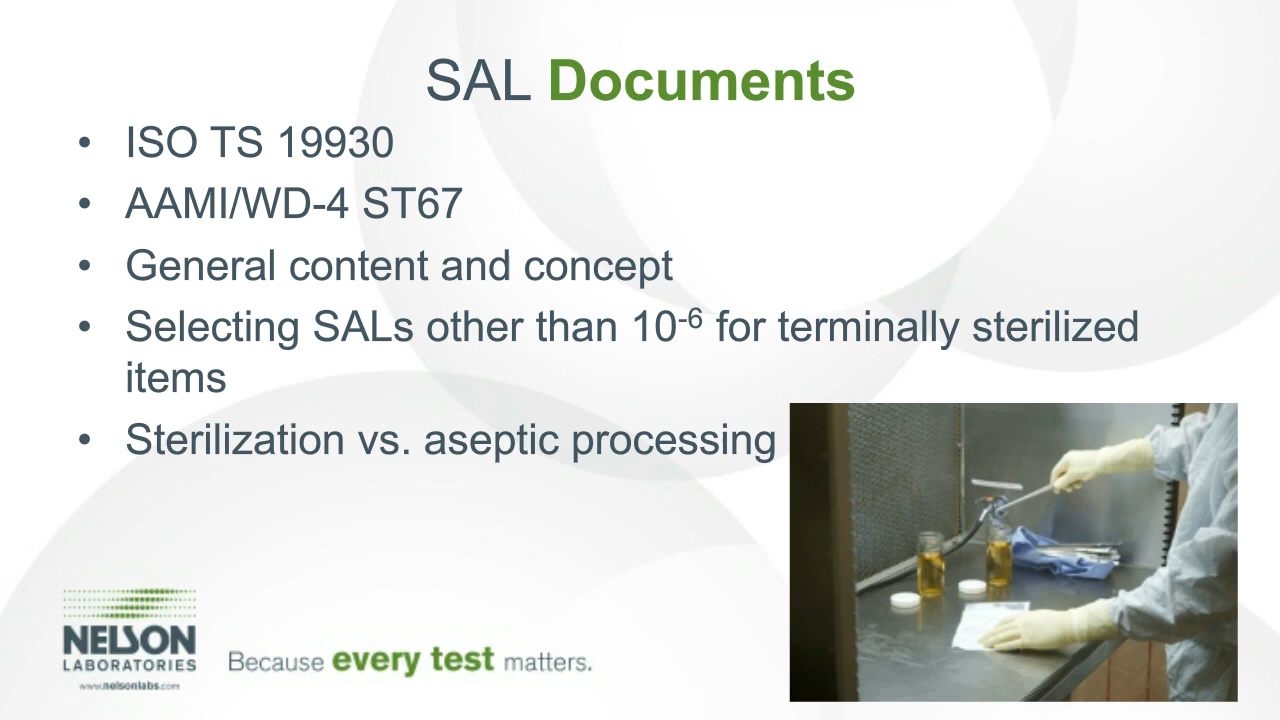 SAL Documents
• ISO TS 19930
• AAMI/WD-4 ST67
• General content and concept
• Selecting SALs other than 10⁻⁶ for terminally sterilized
items
• Sterilization vs. aseptic processing
NELSON
LABORATORIES
www.nelsonlabs.com
Because every test matters.